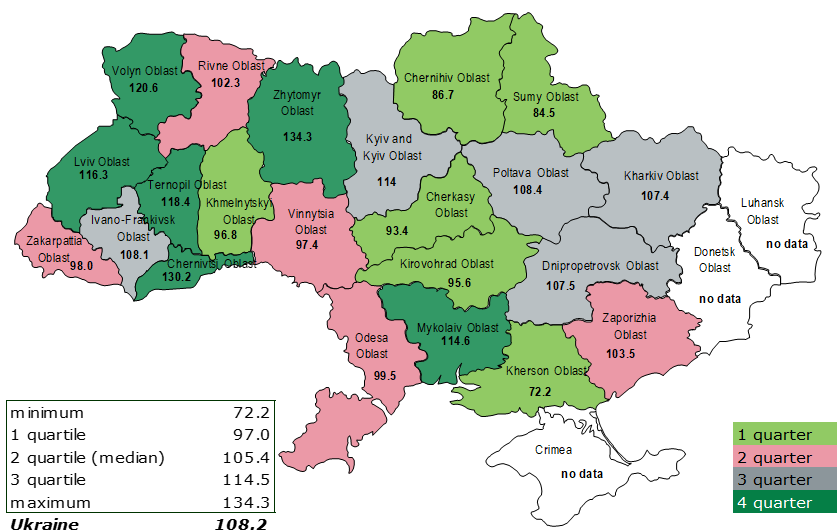 Volyn Oblast
120.6
Rivne Oblast
102.3
Zhytomyr
Oblast
134.3
Chernihiv Oblast
86.7
Sumy Oblast
84.5
Kyiv and
Kyiv Oblast
114
Lviv Oblast
116.3
Ternopil Oblast
118.4
Khmelnytskyi
Oblast
96.8
Ivano-Frankivsk
Oblast
108.1
Zakarpattia
Oblast
98.0
Chernivtsi Oblast
130.2
Vinnytsia
Oblast
97.4
Cherkasy
Oblast
93.4
Poltava Oblast
108.4
Kharkiv Oblast
107.4
Luhansk
Oblast
no data
Donetsk
Oblast
no data
Kirovohrad Oblast
95.6
Dnipropetrovsk Oblast
107.5
Zaporizhia
Oblast
103.5
Odesa
Oblast
99.5
Mykolaiv Oblast
114.6
Kherson Oblast
72.2
Crimea
no data
minimum 72.2
1 quartile 97.0
2 quartile (median) 105.4
3 quartile 114.5
maximum 134.3
Ukraine 108.2
1 quarter
2 quarter
3 quarter
4 quarter